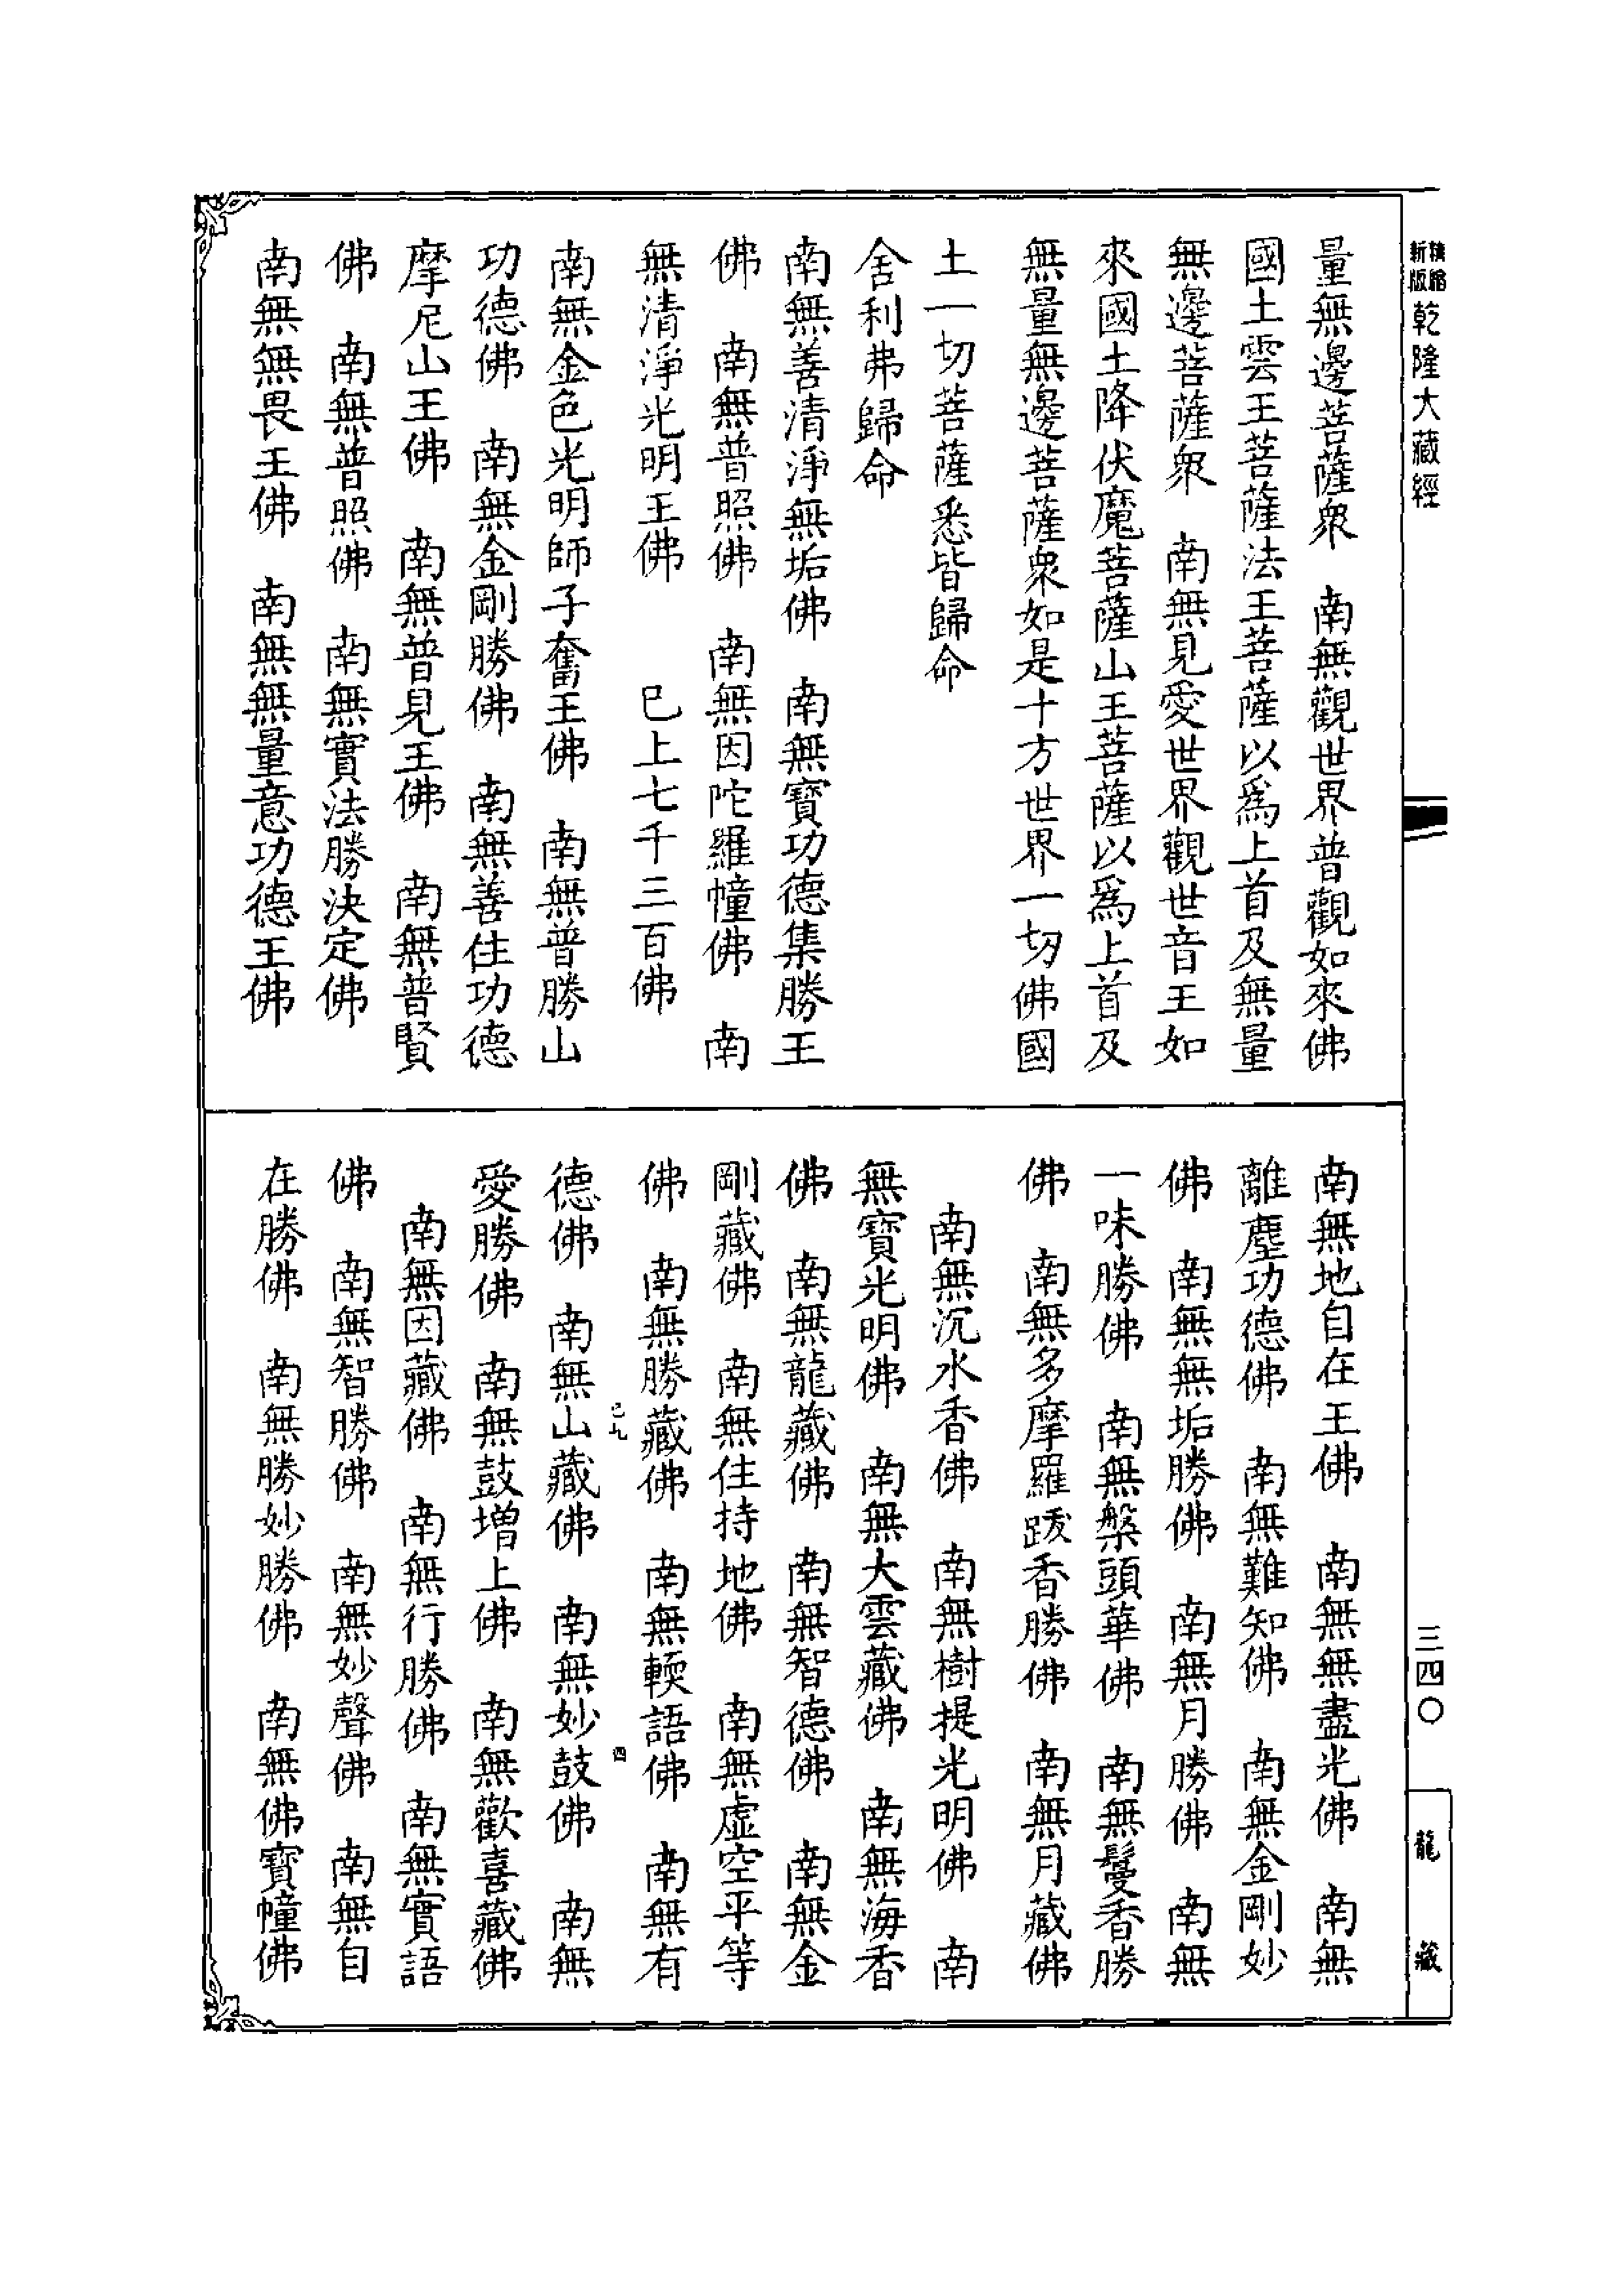 精縮新版乾隆大藏經
量無邊菩薩衆　南無觀世界普觀如來佛
國土雲王菩薩法王菩薩以爲上首及無量
無邊菩薩衆　南無見愛世界觀世音王如
來國土降伏魔菩薩山王菩薩以爲上首及
無量無邊菩薩衆如是十方世界一切佛國
土一切菩薩悉皆歸命
舍利弗歸命
南無善清淨無垢佛　南無寶功德集勝王
佛　南無普照佛　南無因陀羅幢佛　南
無清淨光明王佛　　巳上七千三百佛
南無金色光明師子奮王佛　南無普勝山
功德佛　南無金剛勝佛　南無善住功德
摩尼山王佛　南無普見王佛　南無普賢
佛　南無普照佛　南無實法勝決定佛
南無無畏王佛　南無無量意功德王佛
南無地自在王佛　南無無盡光佛　南無
離塵功德佛　南無難知佛　南無金剛妙
佛　南無無垢勝佛　南無月勝佛　南無
一味勝佛　南無槃頭華佛　南無鬘香勝
佛　南無多摩羅跋香勝佛　南無月藏佛
南無沉水香佛　南無樹提光明佛　南
無寶光明佛　南無大雲藏佛　南無海香
佛　南無龍藏佛　南無智德佛　南無金
剛藏佛　南無住持地佛　南無虛空平等
佛　南無勝藏佛　南無輭語佛　南無有
德佛　南無山藏佛　南無妙鼓佛　南無
愛勝佛　南無鼓增上佛　南無歡喜藏佛
南無因藏佛　南無行勝佛　南無實語
佛　南無智勝佛　南無妙聲佛　南無自
在勝佛　南無勝妙勝佛　南無佛寶幢佛
四
三四〇
龍藏